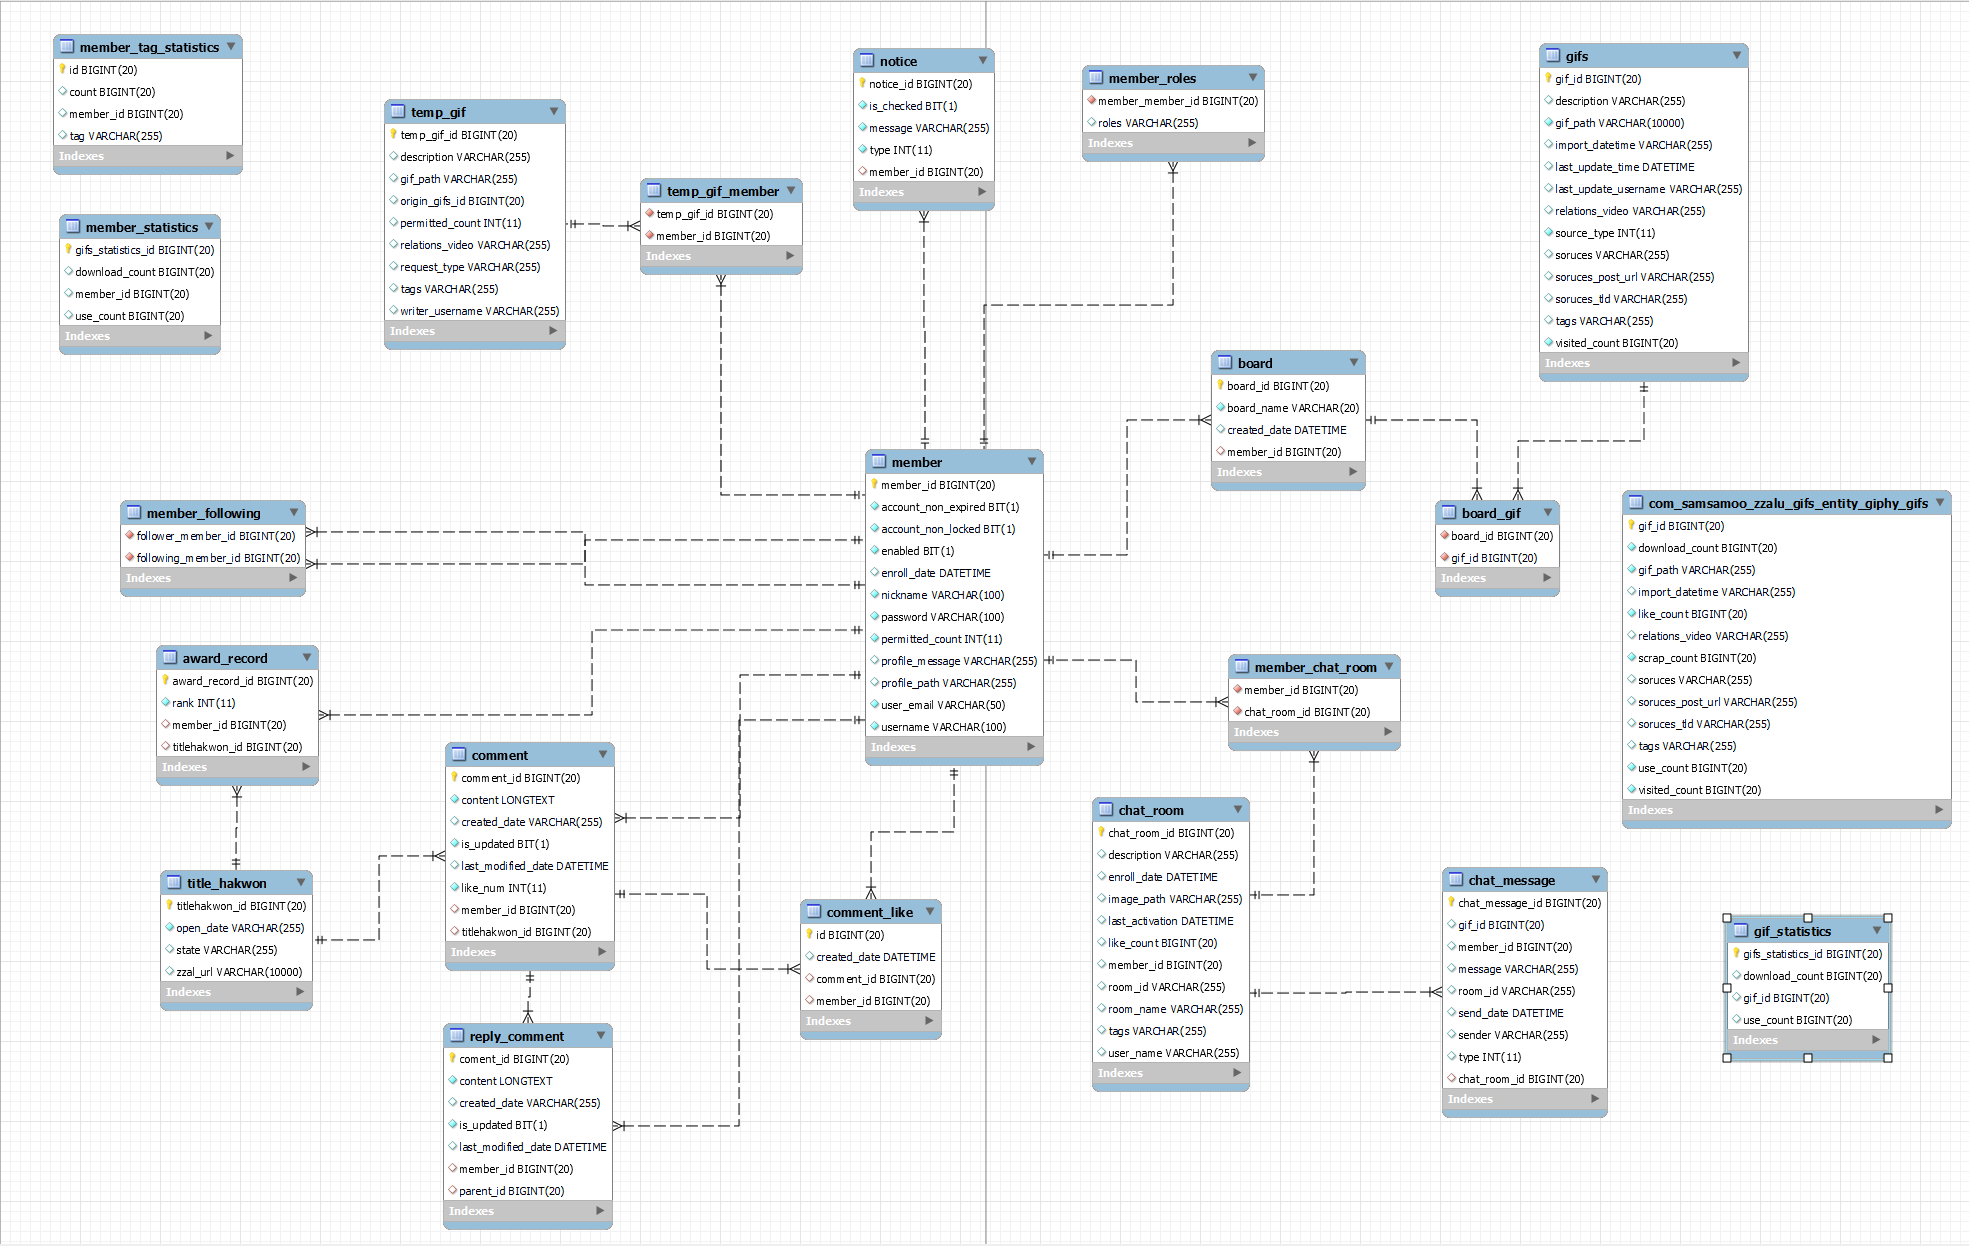 member_tag_statistics
id BIGINT(20)
count BIGINT(20)
member_id BIGINT(20)
tag VARCHAR(255)
Indexes
member_statistics
gifs_statistics_id BIGINT(20)
download_count BIGINT(20)
member_id BIGINT(20)
use_count BIGINT(20)
Indexes
temp_gif
temp_gif_id BIGINT(20)
description VARCHAR(255)
gif_path VARCHAR(255)
origin_gifs_id BIGINT(20)
permitted_count INT(11)
relations_video VARCHAR(255)
request_type VARCHAR(255)
tags VARCHAR(255)
writer_username VARCHAR(255)
Indexes
temp_gif_member
temp_gif_id BIGINT(20)
member_id BIGINT(20)
Indexes
notice
notice_id BIGINT(20)
is_checked BIT(1)
message VARCHAR(255)
type INT(11)
member_id BIGINT(20)
Indexes
member_roles
member_member_id BIGINT(20)
roles VARCHAR(255)
Indexes
gifs
gif_id BIGINT(20)
description VARCHAR(255)
gif_path VARCHAR(10000)
import_datetime VARCHAR(255)
last_update_time DATETIME
last_update_username VARCHAR(255)
relations_video VARCHAR(255)
source_type INT(11)
soruces VARCHAR(255)
soruces_post_url VARCHAR(255)
soruces_tld VARCHAR(255)
tags VARCHAR(255)
visited_count BIGINT(20)
Indexes
board
board_id BIGINT(20)
board_name VARCHAR(20)
created_date DATETIME
member_id BIGINT(20)
Indexes
member
member_id BIGINT(20)
account_non_expired BIT(1)
account_non_locked BIT(1)
enabled BIT(1)
enroll_date DATETIME
nickname VARCHAR(100)
password VARCHAR(100)
permitted_count INT(11)
profile_message VARCHAR(255)
profile_path VARCHAR(255)
user_email VARCHAR(50)
username VARCHAR(100)
Indexes
member_following
follower_member_id BIGINT(20)
following_member_id BIGINT(20)
Indexes
board_gif
board_id BIGINT(20)
gif_id BIGINT(20)
Indexes
com_samsamoo_zzalu_gifs_entity_giphy_gifs
gif_id BIGINT(20)
download_count BIGINT(20)
gif_path VARCHAR(255)
import_datetime VARCHAR(255)
like_count BIGINT(20)
relations_video VARCHAR(255)
scrap_count BIGINT(20)
soruces VARCHAR(255)
soruces_post_url VARCHAR(255)
soruces_tld VARCHAR(255)
tags VARCHAR(255)
use_count BIGINT(20)
visited_count BIGINT(20)
Indexes
award_record
award_record_id BIGINT(20)
rank INT(11)
member_id BIGINT(20)
titlehakwon_id BIGINT(20)
Indexes
member_chat_room
member_id BIGINT(20)
chat_room_id BIGINT(20)
Indexes
comment
comment_id BIGINT(20)
content LONGTEXT
created_date VARCHAR(255)
is_updated BIT(1)
last_modified_date DATETIME
like_num INT(11)
member_id BIGINT(20)
titlehakwon_id BIGINT(20)
Indexes
title_hakwon
titlehakwon_id BIGINT(20)
open_date VARCHAR(255)
state VARCHAR(255)
zzal_url VARCHAR(10000)
Indexes
comment_like
id BIGINT(20)
created_date DATETIME
comment_id BIGINT(20)
member_id BIGINT(20)
Indexes
chat_room
chat_room_id BIGINT(20)
description VARCHAR(255)
enroll_date DATETIME
image_path VARCHAR(255)
last_activation DATETIME
like_count BIGINT(20)
member_id BIGINT(20)
room_id VARCHAR(255)
room_name VARCHAR(255)
tags VARCHAR(255)
user_name VARCHAR(255)
Indexes
chat_message
chat_message_id BIGINT(20)
gif_id BIGINT(20)
member_id BIGINT(20)
message VARCHAR(255)
room_id VARCHAR(255)
send_date DATETIME
sender VARCHAR(255)
type INT(11)
chat_room_id BIGINT(20)
Indexes
gif_statistics
gifs_statistics_id BIGINT(20)
download_count BIGINT(20)
gif_id BIGINT(20)
use_count BIGINT(20)
Indexes
reply_comment
coment_id BIGINT(20)
content LONGTEXT
created_date VARCHAR(255)
is_updated BIT(1)
last_modified_date DATETIME
member_id BIGINT(20)
parent_id BIGINT(20)
Indexes